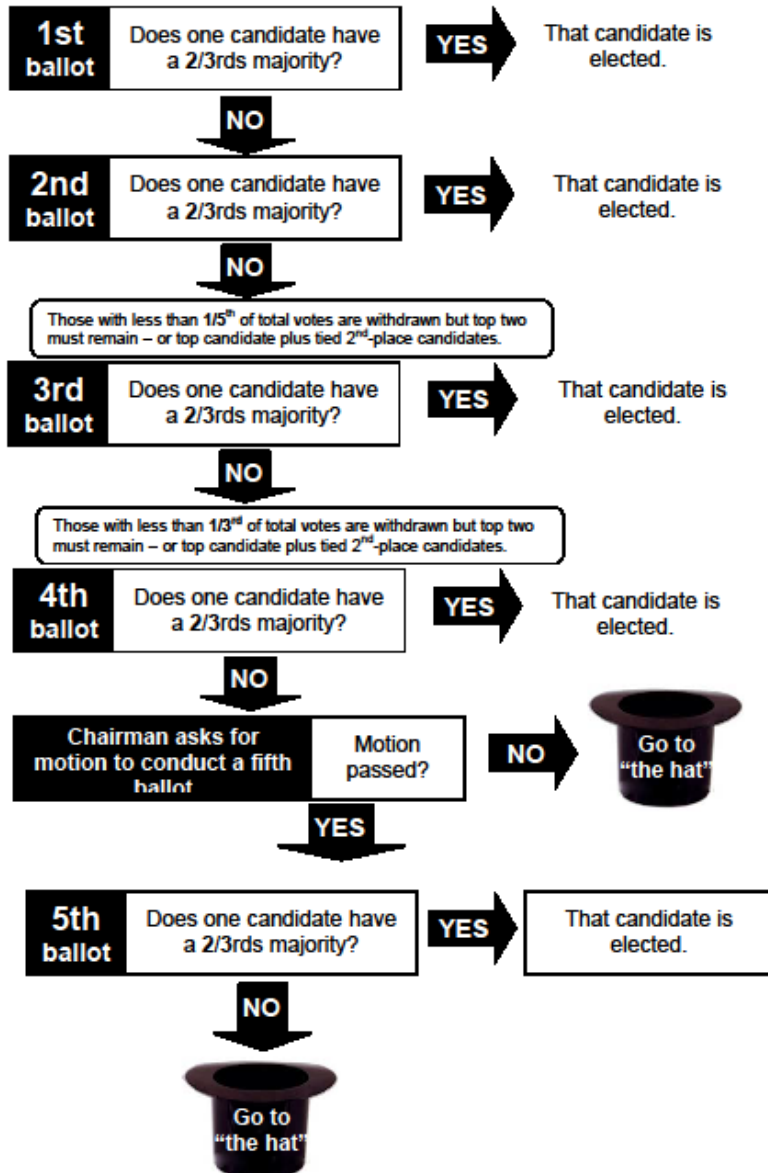 1st
ballot
Does one candidate have
a 2/3rds majority?
YES
That candidate is
elected.
NO
2nd
ballot
Does one candidate have
a 2/3rds majority?
YES
That candidate is
elected.
NO
Those with less than 1/5th of total votes are withdrawn but top two
must remain – or top candidate plus tied 2nd-place candidates.
3rd
ballot
Does one candidate have
a 2/3rds majority?
YES
That candidate is
elected.
NO
Those with less than 1/3rd of total votes are withdrawn but top two
must remain – or top candidate plus tied 2nd-place candidates.
4th
ballot
Does one candidate have
a 2/3rds majority?
YES
That candidate is
elected.
NO
Chairman asks for
motion to conduct a fifth
ballot
Motion
passed?
NO
Go to
“the hat”
YES
5th
ballot
Does one candidate have
a 2/3rds majority?
YES
That candidate is
elected.
NO
Go to
“the hat”